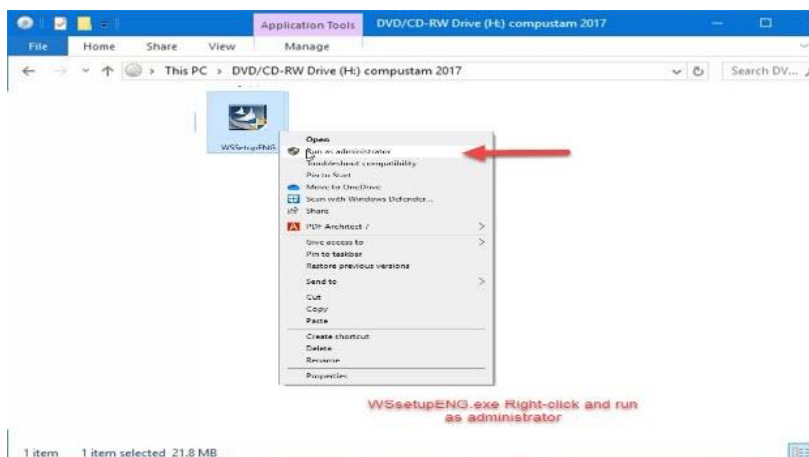 Application Tools
DVD/CD-RW Drive (H:) compustam 2017
File
Home
Share
View
Manage
This PC > DVD/CD-RW Drive (H:) compustam 2017
Search DV...
WSSetupENG
Open
Run as administrator
Troubleshoot compatibility
Pin to Start
Move to OneDrive
Scan with Windows Defender...
Share
PDF Architect 7
Give access to
Pin to taskbar
Restore previous versions
Send to
Cut
Copy
Paste
Create shortcut
Delete
Rename
Properties
WSsetupENG.exe Right-click and run
as administrator
1 item
1 item selected 21.8 MB